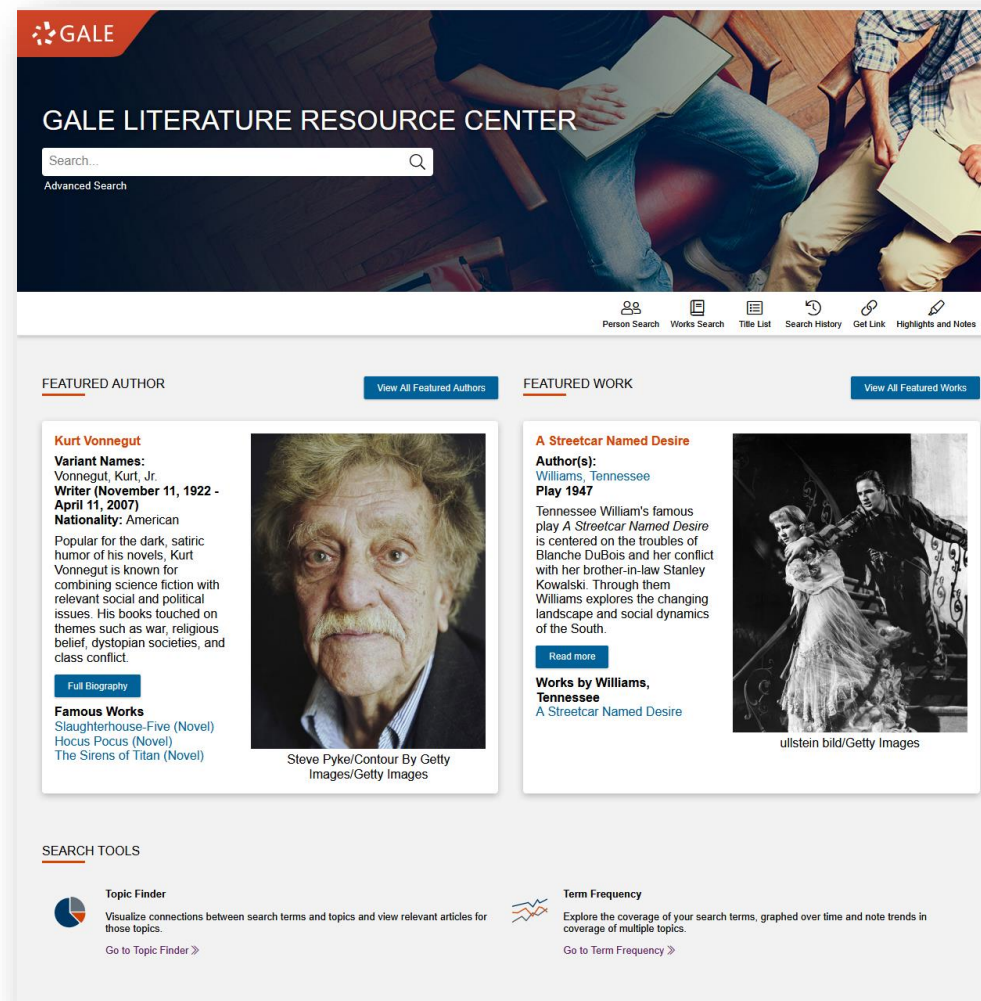 GALE
GALE LITERATURE RESOURCE CENTER
Search...
Advanced Search
Person Search
Works Search
Title List
Search History
Get Link
Highlights and Notes
FEATURED AUTHOR
View All Featured Authors
Kurt Vonnegut
Variant Names:
Vonnegut, Kurt, Jr.
Writer (November 11, 1922 -
April 11, 2007)
Nationality: American
Popular for the dark, satiric
humor of his novels, Kurt
Vonnegut is known for
combining science fiction with
relevant social and political
issues. His books touched on
themes such as war, religious
belief, dystopian societies, and
class conflict.
Full Biography
Famous Works
Slaughterhouse-Five (Novel)
Hocus Pocus (Novel)
The Sirens of Titan (Novel)
Steve Pyke/Contour By Getty
Images/Getty Images
FEATURED WORK
View All Featured Works
A Streetcar Named Desire
Author(s):
Williams, Tennessee
Play 1947
Tennessee William's famous
play A Streetcar Named Desire
is centered on the troubles of
Blanche DuBois and her conflict
with her brother-in-law Stanley
Kowalski. Through them
Williams explores the changing
landscape and social dynamics
of the South.
Read more
Works by Williams,
Tennessee
A Streetcar Named Desire
ullstein bild/Getty Images
SEARCH TOOLS
Topic Finder
Visualize connections between search terms and topics and view relevant articles for
those topics.
Go to Topic Finder »
Term Frequency
Explore the coverage of your search terms, graphed over time and note trends in
coverage of multiple topics.
Go to Term Frequency »